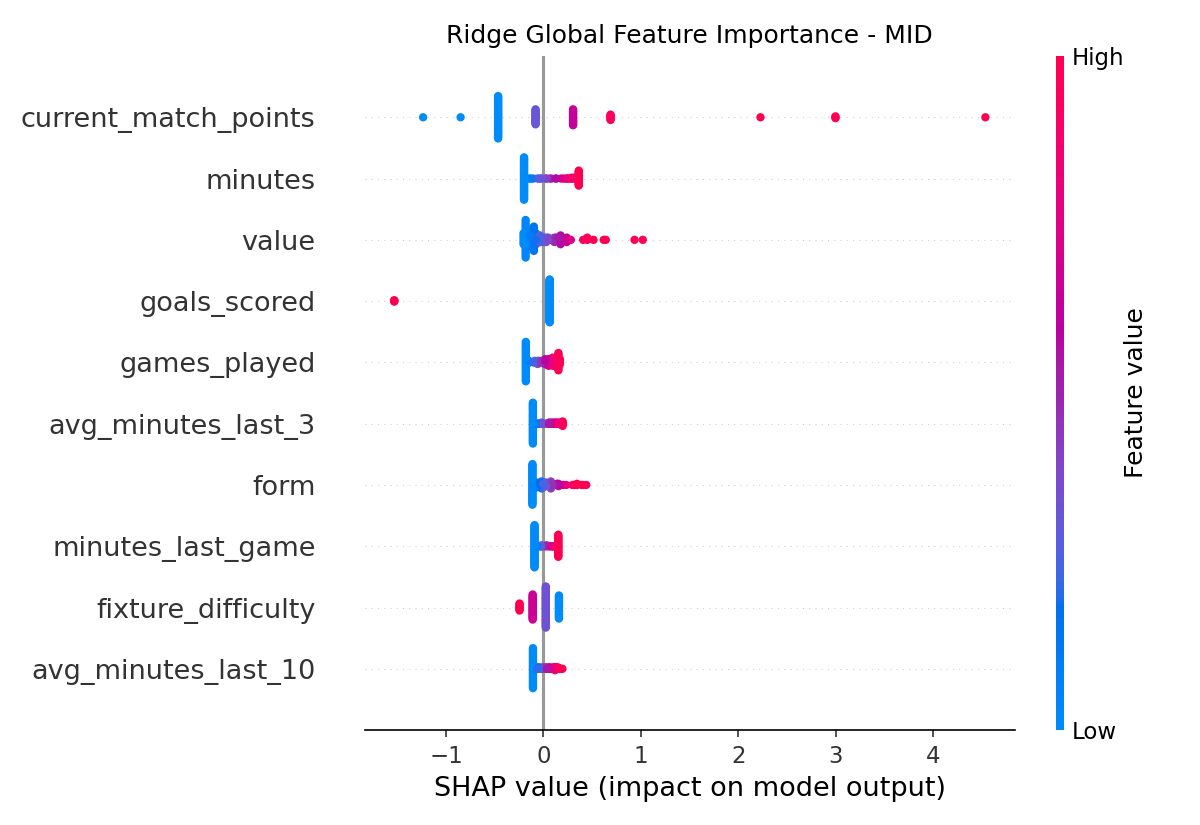 Ridge Global Feature Importance - MID
High
current_match_points
minutes
value
goals_scored
games_played
avg_minutes_last_3
form
minutes_last_game
fixture_difficulty
avg_minutes_last_10
Feature value
Low
−1 0 1 2 3 4
SHAP value (impact on model output)